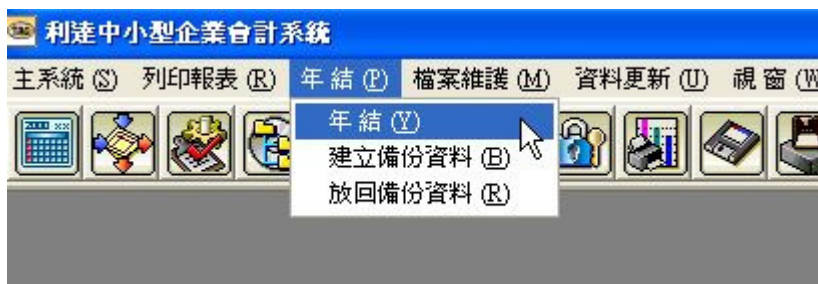 利達中小型企業會計系統
主系統 (S) 列印報表 (R) 年 結 (P) 檔案維護 (M) 資料更新 (U) 視 窗 (W
年 結 (Y)
建立備份資料 (B)
放回備份資料 (R)